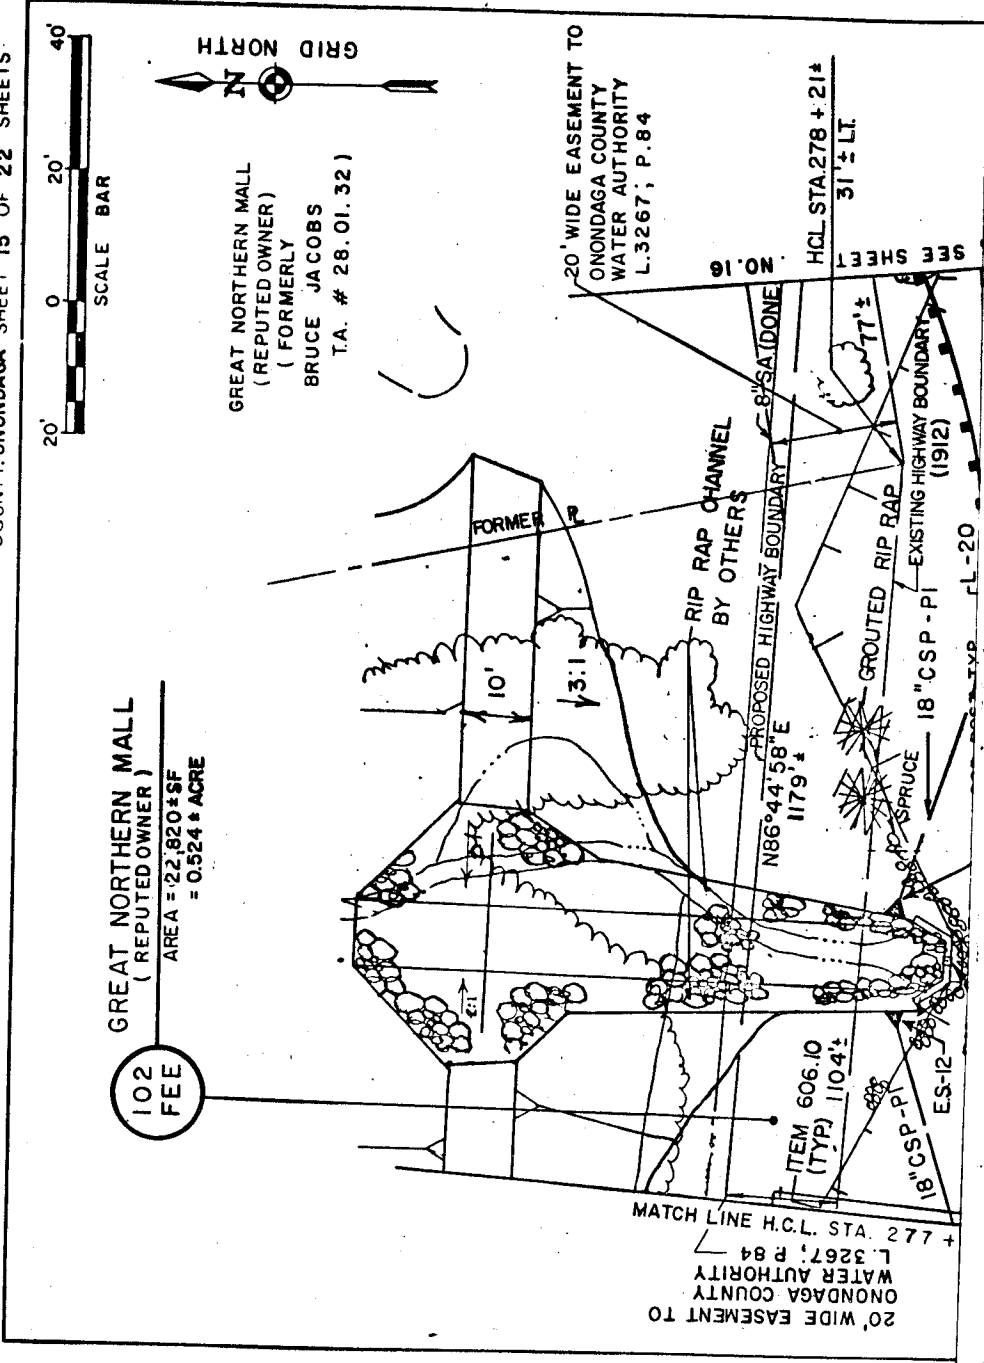 SHEET 15 OF 22 SHEETS
20' 0 20' 40'
SCALE BAR
GRID NORTH
N
GREAT NORTHERN MALL
(REPUTED OWNER)
(FORMERLY
BRUCE JACOBS
T.A. # 28.01.32)
GREAT NORTHERN MALL
(REPUTED OWNER)
AREA = 22,820±SF
= 0.524± ACRE
102
FEE
20' WIDE EASEMENT TO
ONONDAGA COUNTY
WATER AUTHORITY
L.3267; P.84
HCL STA.278+21±
31'± LT.
SEE SHEET NO.16
FORMER PL
10'
3:1
2:1
RIP RAP CHANNEL
BY OTHERS
8" SA.(DONE)
PROPOSED HIGHWAY BOUNDARY
N86°44'58"E
1179'±
77'±
GROUTED RIP RAP
EXISTING HIGHWAY BOUNDARY
(1912)
SPRUCE
18"CSP-PI
L-20
ITEM 606.10
(TYP) 1104'±
18"CSP-PI
E.S-12
MATCH LINE H.C.L. STA. 277 +
20' WIDE EASEMENT TO
ONONDAGA COUNTY
WATER AUTHORITY
L. 3267; P.84